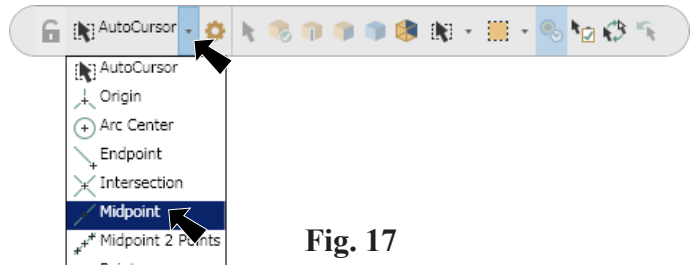 AutoCursor
AutoCursor
Origin
Arc Center
Endpoint
Intersection
Midpoint
Midpoint 2 Points
Fig. 17